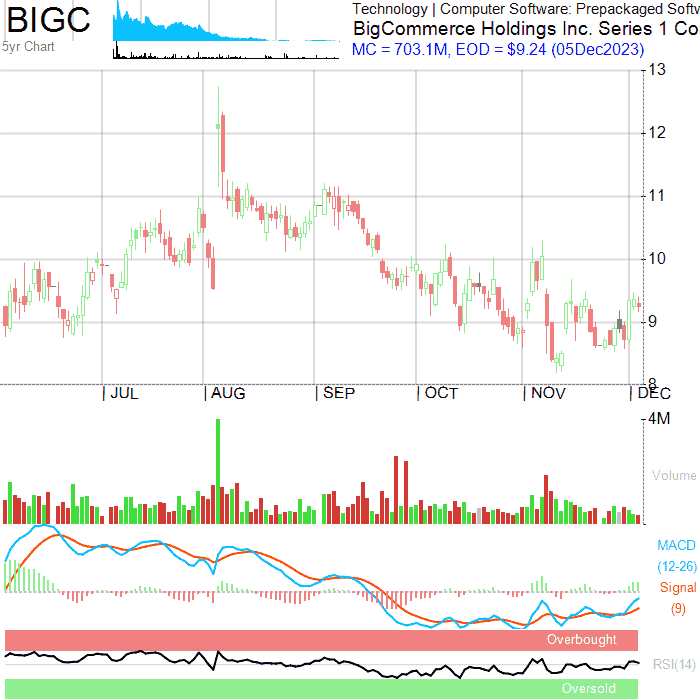 BIGC
5yr Chart
Technology | Computer Software: Prepackaged Softw
BigCommerce Holdings Inc. Series 1 Co
MC = 703.1M, EOD = $9.24 (05Dec2023)
13
12
11
10
9
8
JUL
AUG
SEP
OCT
NOV
DEC
4M
Volume
MACD
(12-26)
Signal
(9)
Overbought
RSI(14)
Oversold